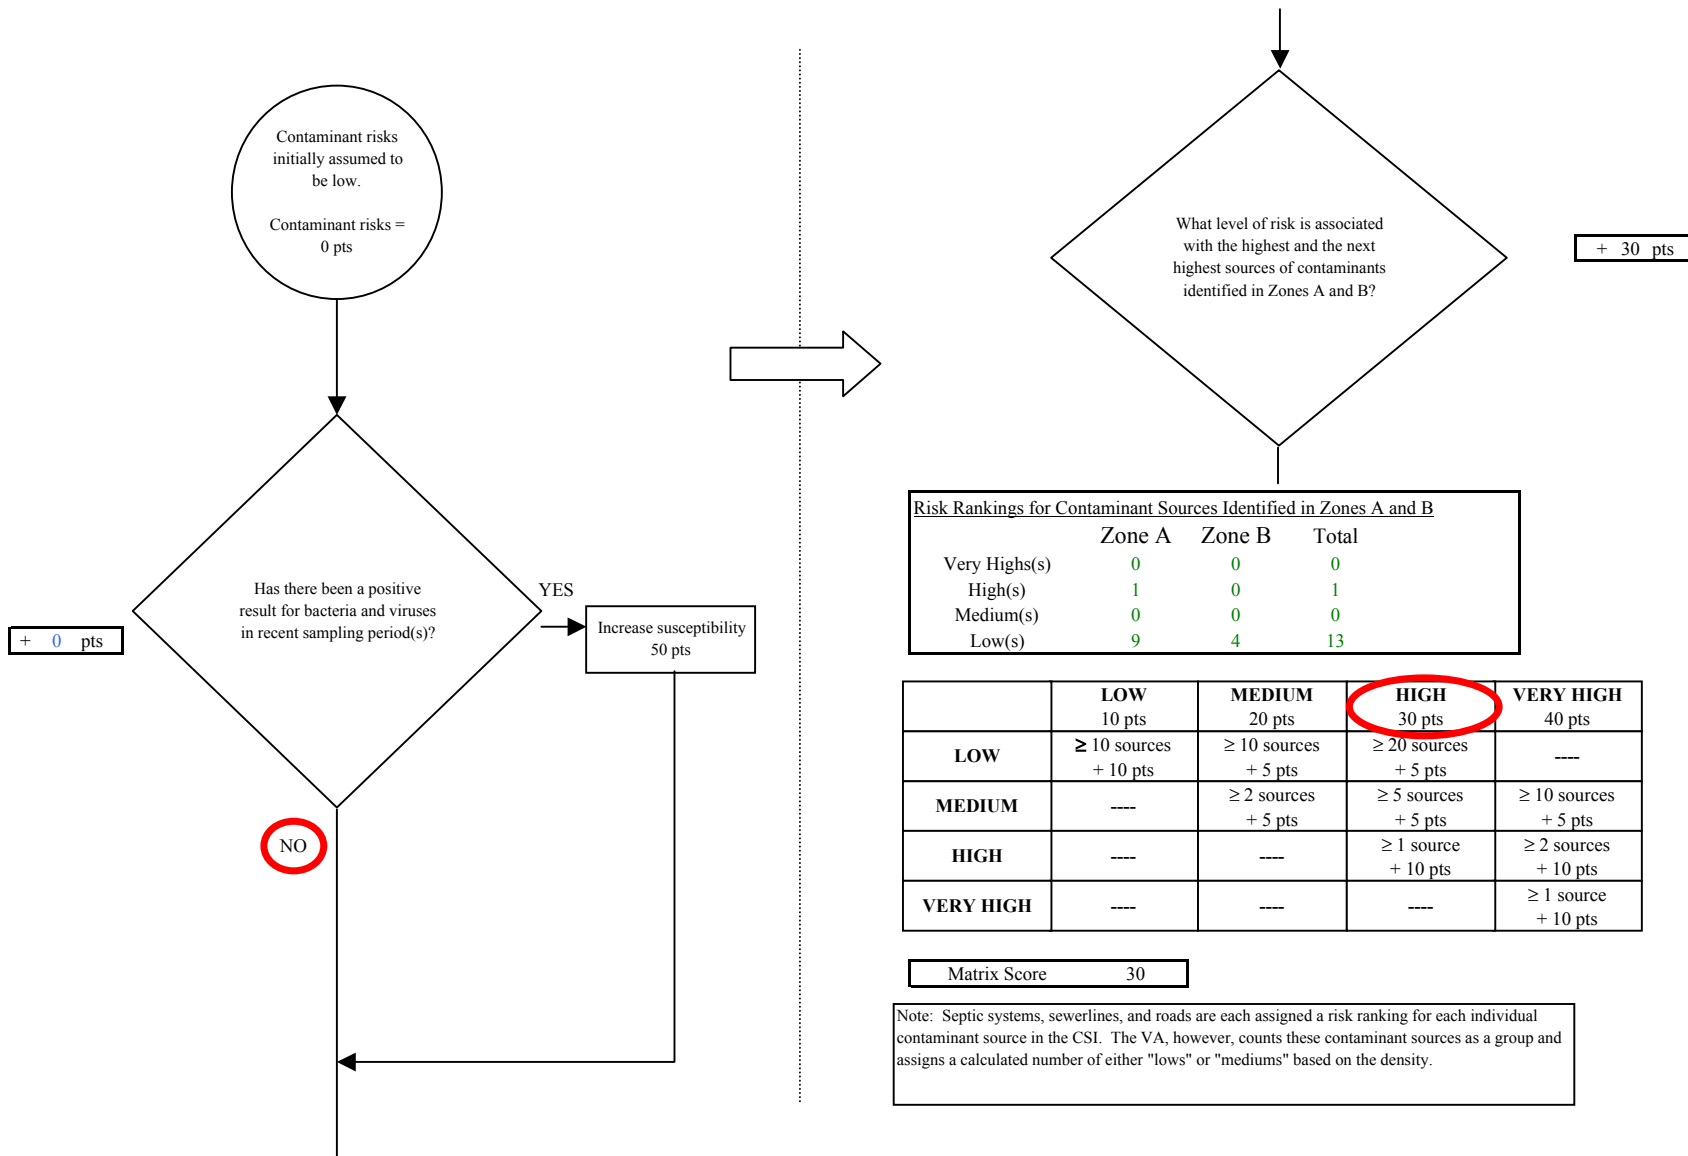 Contaminant risks
initially assumed to
be low.
Contaminant risks =
0 pts
Has there been a positive
result for bacteria and viruses
in recent sampling period(s)?
+ 0 pts
YES
Increase susceptibility
50 pts
NO
What level of risk is associated
with the highest and the next
highest sources of contaminants
identified in Zones A and B?
+ 30 pts
Risk Rankings for Contaminant Sources Identified in Zones A and B
Zone A Zone B Total
Very Highs(s) 0 0 0
High(s) 1 0 1
Medium(s) 0 0 0
Low(s) 9 4 13
LOW MEDIUM HIGH VERY HIGH
10 pts 20 pts 30 pts 40 pts
LOW ≥ 10 sources ≥ 10 sources ≥ 20 sources ----
+ 10 pts + 5 pts + 5 pts
MEDIUM ---- ≥ 2 sources ≥ 5 sources ≥ 10 sources
+ 5 pts + 5 pts + 5 pts
HIGH ---- ---- ≥ 1 source ≥ 2 sources
+ 10 pts + 10 pts
VERY HIGH ---- ---- ---- ≥ 1 source
+ 10 pts
Matrix Score 30
Note: Septic systems, sewerlines, and roads are each assigned a risk ranking for each individual
contaminant source in the CSI. The VA, however, counts these contaminant sources as a group and
assigns a calculated number of either "lows" or "mediums" based on the density.